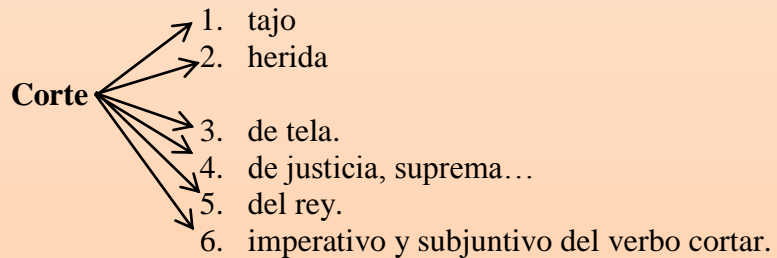 1. tajo
2. herida
Corte
3. de tela.
4. de justicia, suprema…
5. del rey.
6. imperativo y subjuntivo del verbo cortar.